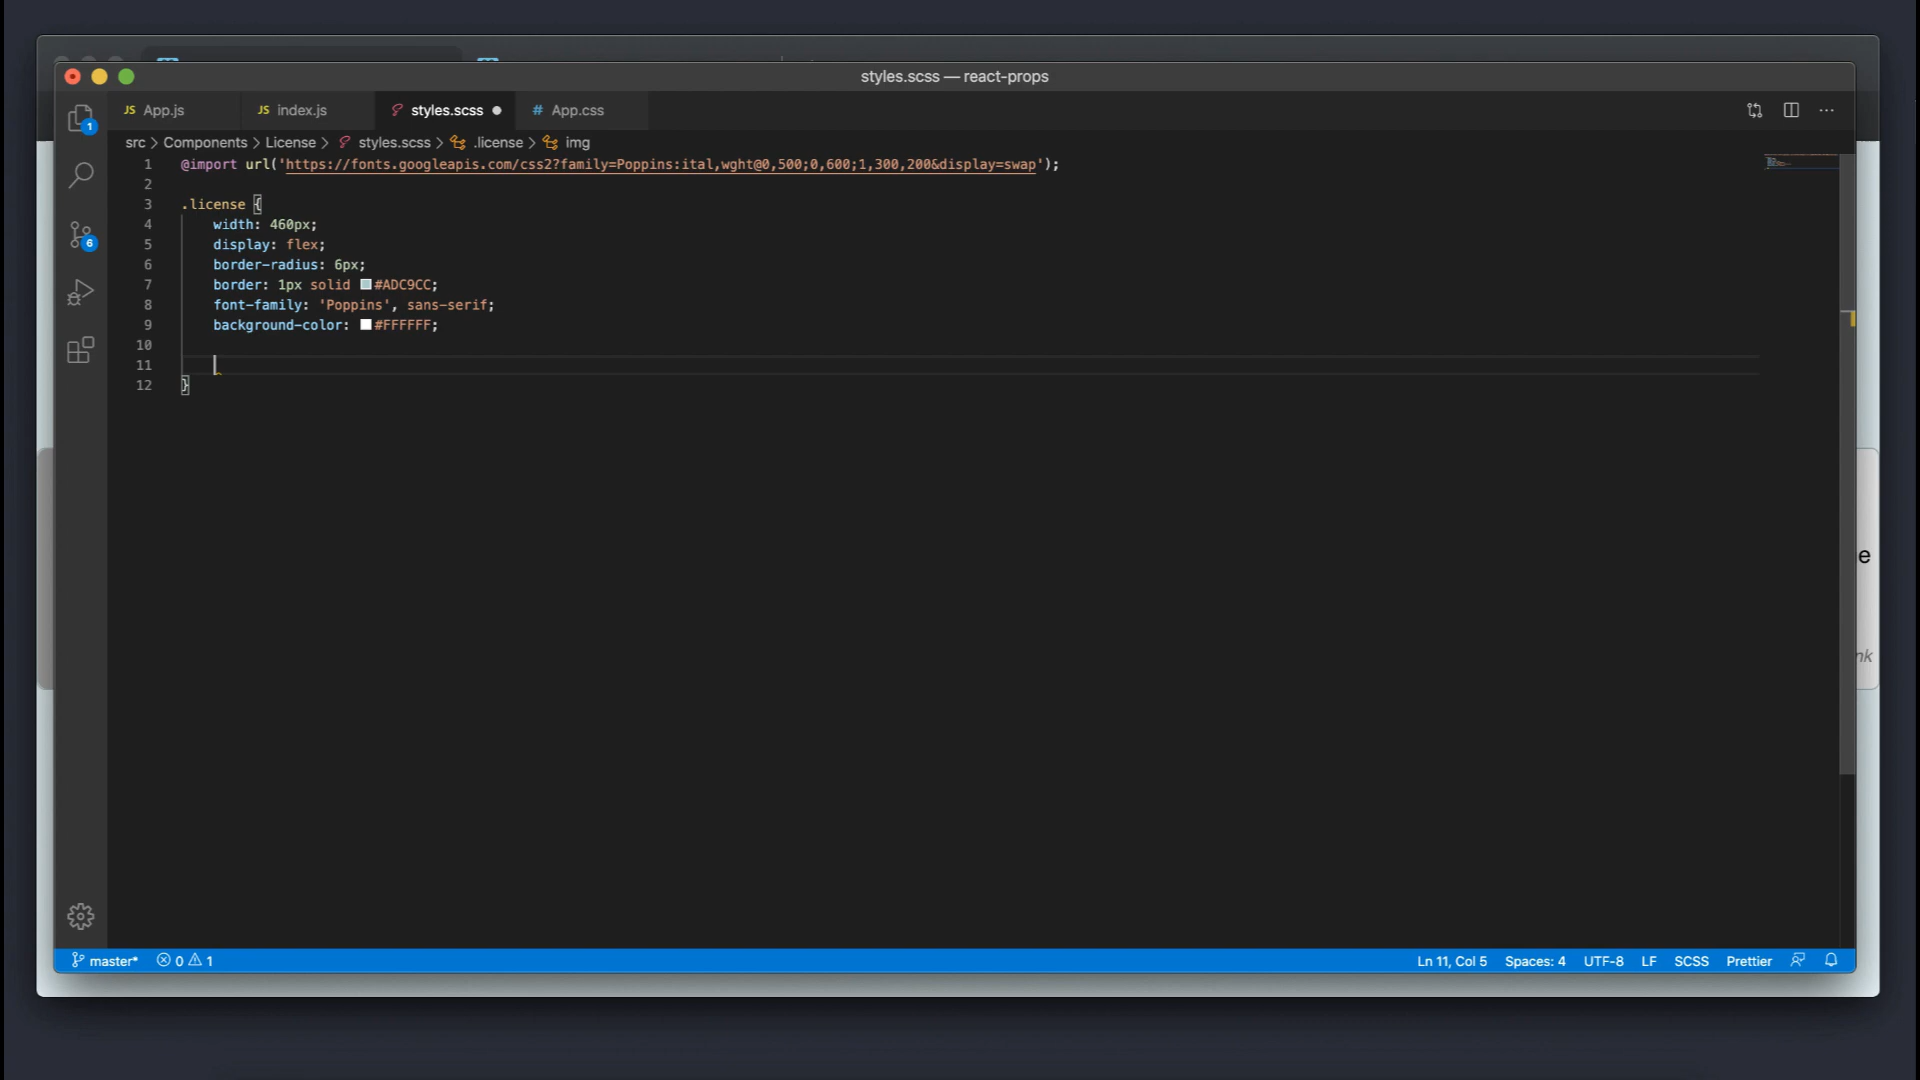 styles.scss — react-props
JS App.js JS index.js styles.scss # App.css
1
src > Components > License > styles.scss > .license > img
1 @import url('https://fonts.googleapis.com/css2?family=Poppins:ital,wght@0,500;0,600;1,300,200&display=swap');
2
3 .license {
4 width: 460px;
5 display: flex;
6 border-radius: 6px;
7 border: 1px solid #ADC9CC;
8 font-family: 'Poppins', sans-serif;
9 background-color: #FFFFFF;
10
11
12 }
6
e
nk
master* 0 1 Ln 11, Col 5 Spaces: 4 UTF-8 LF SCSS Prettier